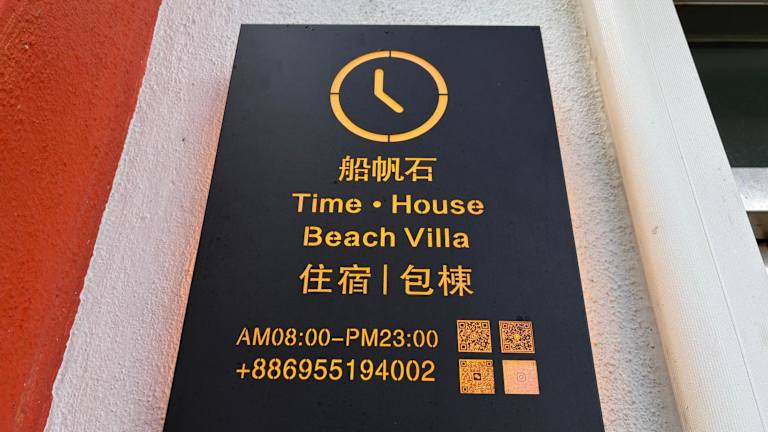 船帆石
Time • House
Beach Villa
住宿|包棟
AM08:00-PM23:00
+886955194002